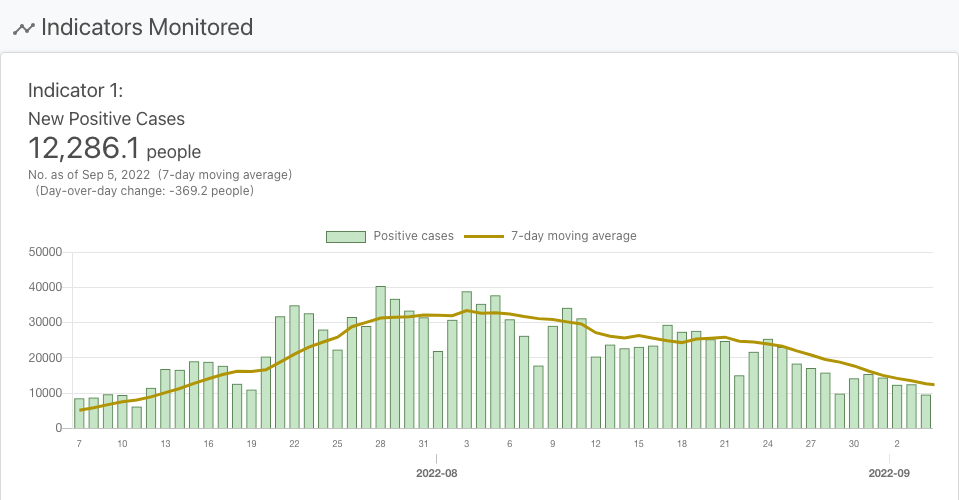 Indicators Monitored
Indicator 1:
New Positive Cases
12,286.1 people
No. as of Sep 5, 2022 (7-day moving average)
(Day-over-day change: -369.2 people)
Positive cases 7-day moving average
50000
40000
30000
20000
10000
0
7 10 13 16 19 22 25 28 31 3 6 9 12 15 18 21 24 27 30 2
2022-08 2022-09